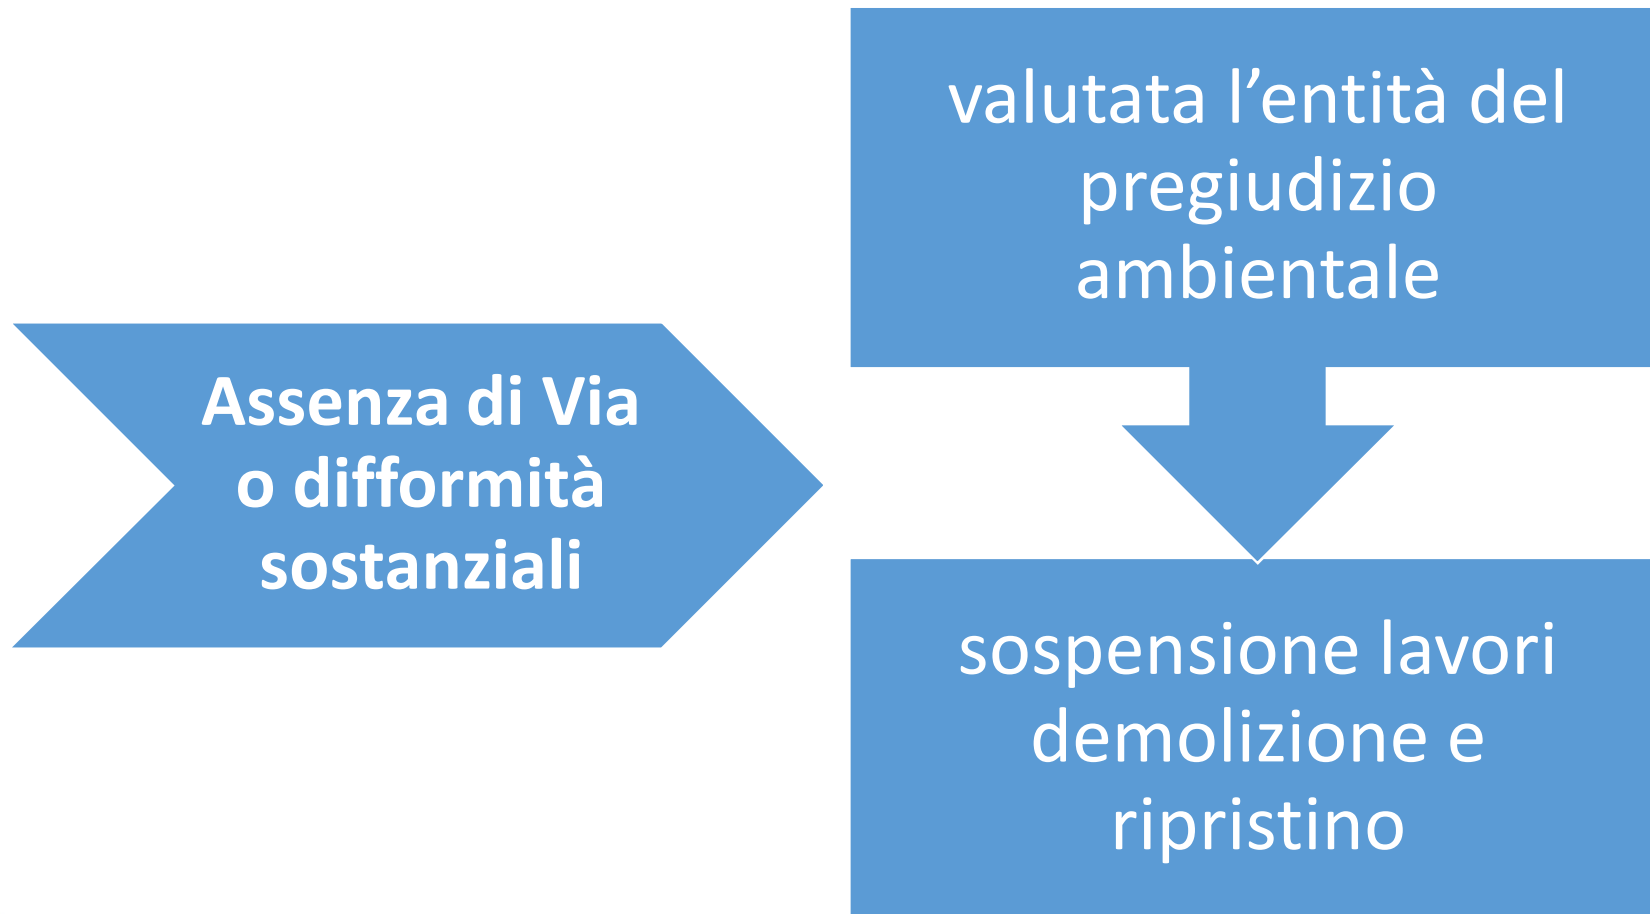 Assenza di Via
o difformità
sostanziali
valutata l’entità del
pregiudizio
ambientale
sospensione lavori
demolizione e
ripristino